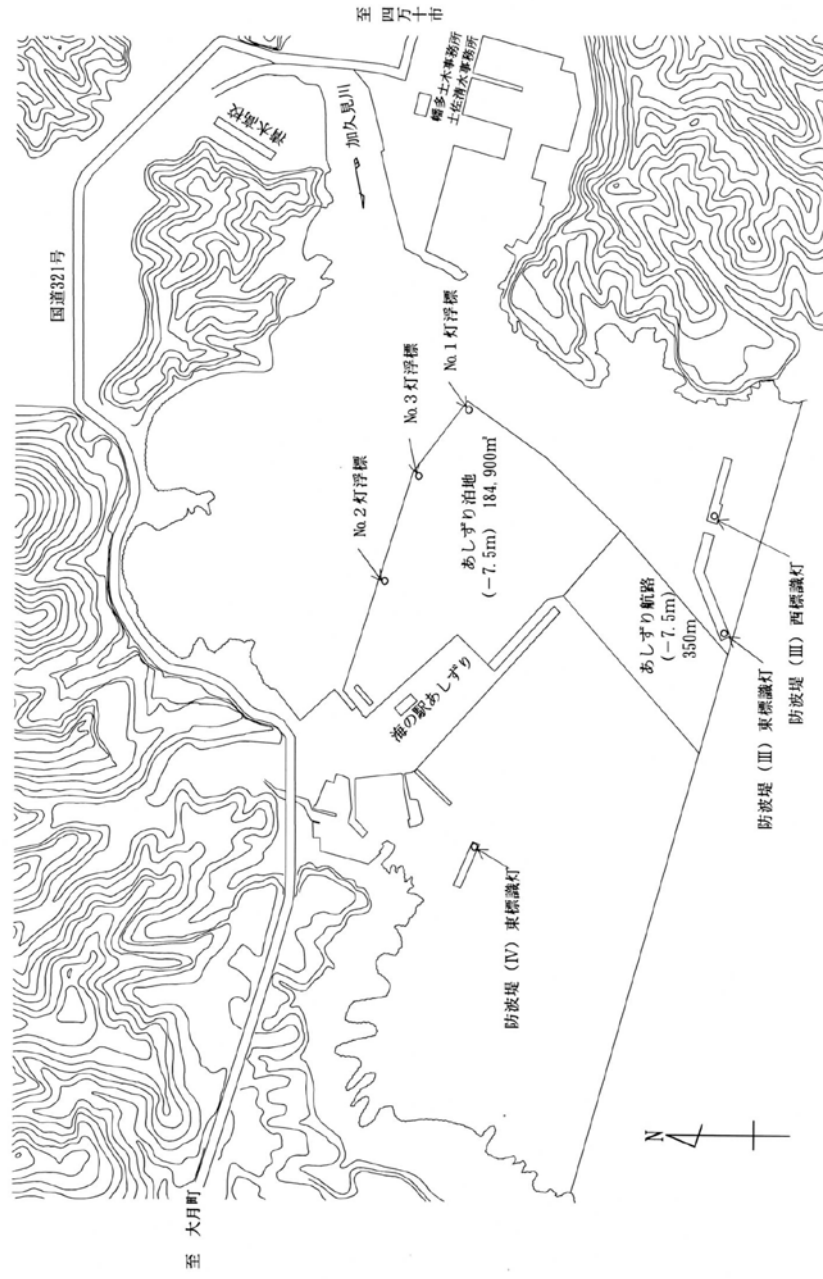 至 四万十市
国道321号
清水高校
加久見川
幡多土木事務所
土佐清水事務所
No.1灯浮標
No.3灯浮標
No.2灯浮標
あしずり泊地
(-7.5m) 184,900㎡
海の駅あしずり
あしずり航路
(-7.5m)
350m
防波堤(Ⅲ)西標識灯
防波堤(Ⅲ)東標識灯
防波堤(Ⅳ)東標識灯
至 大月町
N